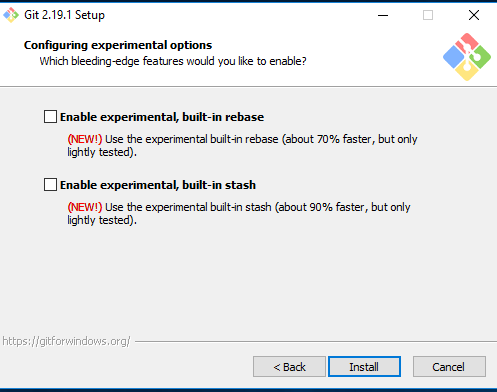 Git 2.19.1 Setup
Configuring experimental options
Which bleeding-edge features would you like to enable?
Enable experimental, built-in rebase
(NEW!) Use the experimental built-in rebase (about 70% faster, but only
lightly tested).
Enable experimental, built-in stash
(NEW!) Use the experimental built-in stash (about 90% faster, but only
lightly tested).
https://gitforwindows.org/
< Back
Install
Cancel